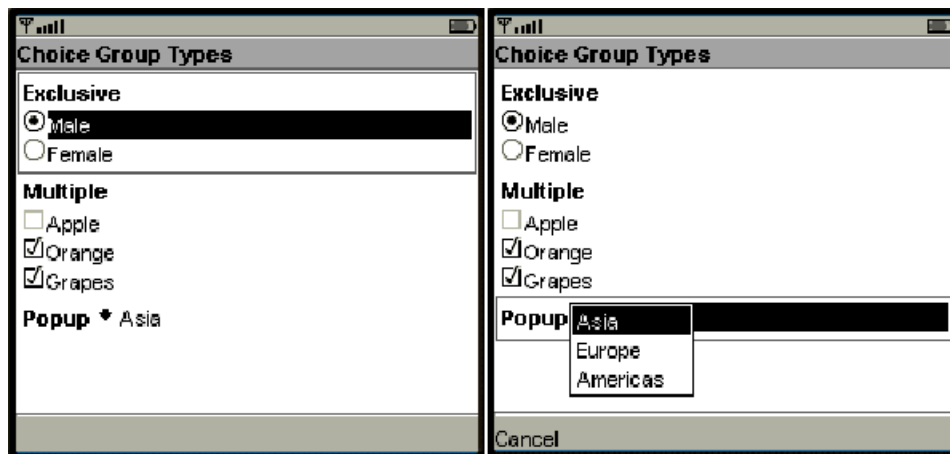 Choice Group Types
Exclusive
Male
Female
Multiple
Apple
Orange
Grapes
Popup Asia
Choice Group Types
Exclusive
Male
Female
Multiple
Apple
Orange
Grapes
Popup Asia
Europe
Americas
Cancel